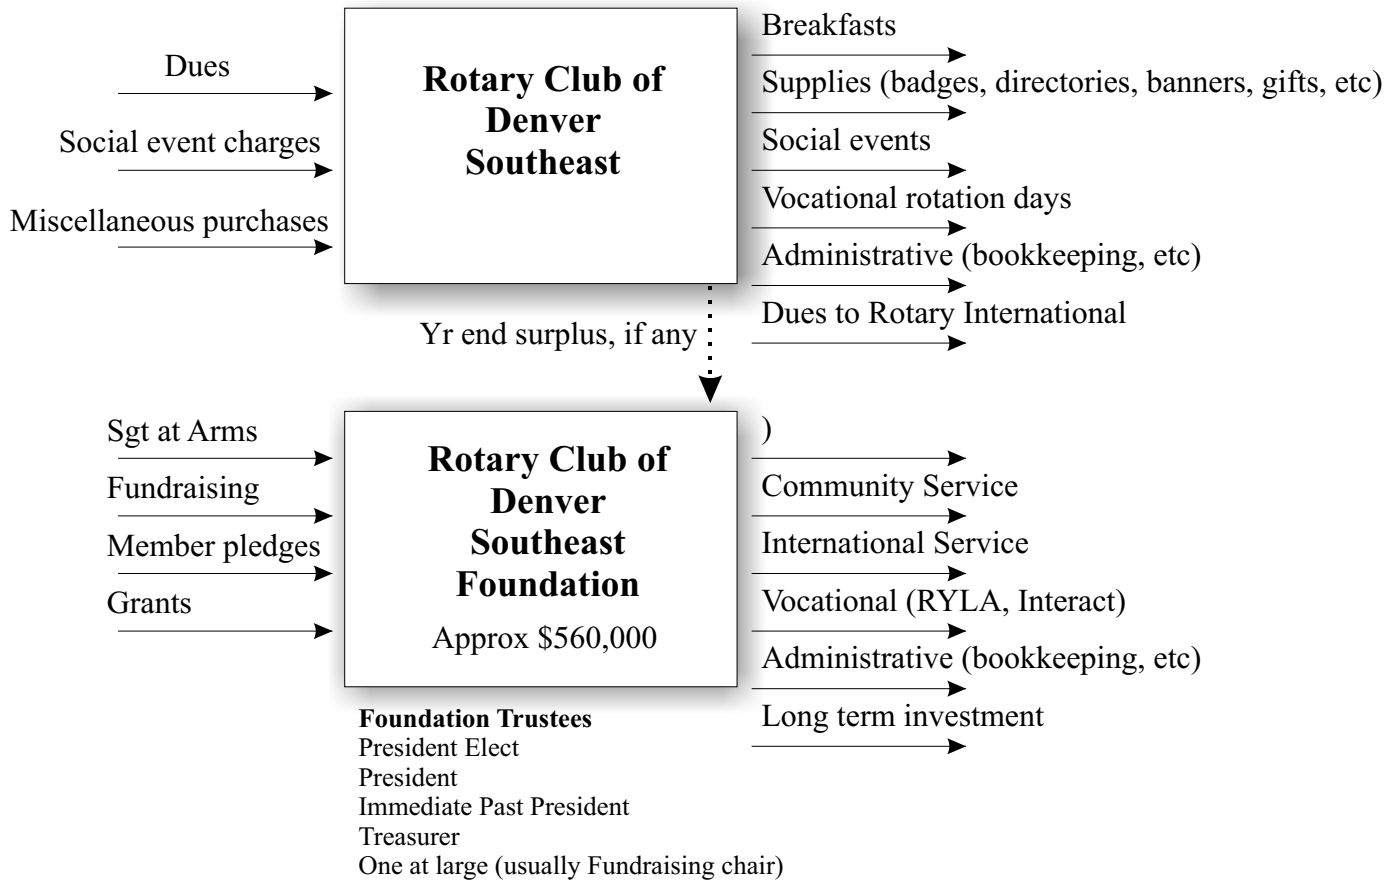 Dues
Social event charges
Miscellaneous purchases
Rotary Club of
Denver
Southeast
Breakfasts
Supplies (badges, directories, banners, gifts, etc)
Social events
Vocational rotation days
Administrative (bookkeeping, etc)
Dues to Rotary International
Yr end surplus, if any
Sgt at Arms
Fundraising
Member pledges
Grants
Rotary Club of
Denver
Southeast
Foundation
Approx $560,000
)
Community Service
International Service
Vocational (RYLA, Interact)
Administrative (bookkeeping, etc)
Long term investment
Foundation Trustees
President Elect
President
Immediate Past President
Treasurer
One at large (usually Fundraising chair)